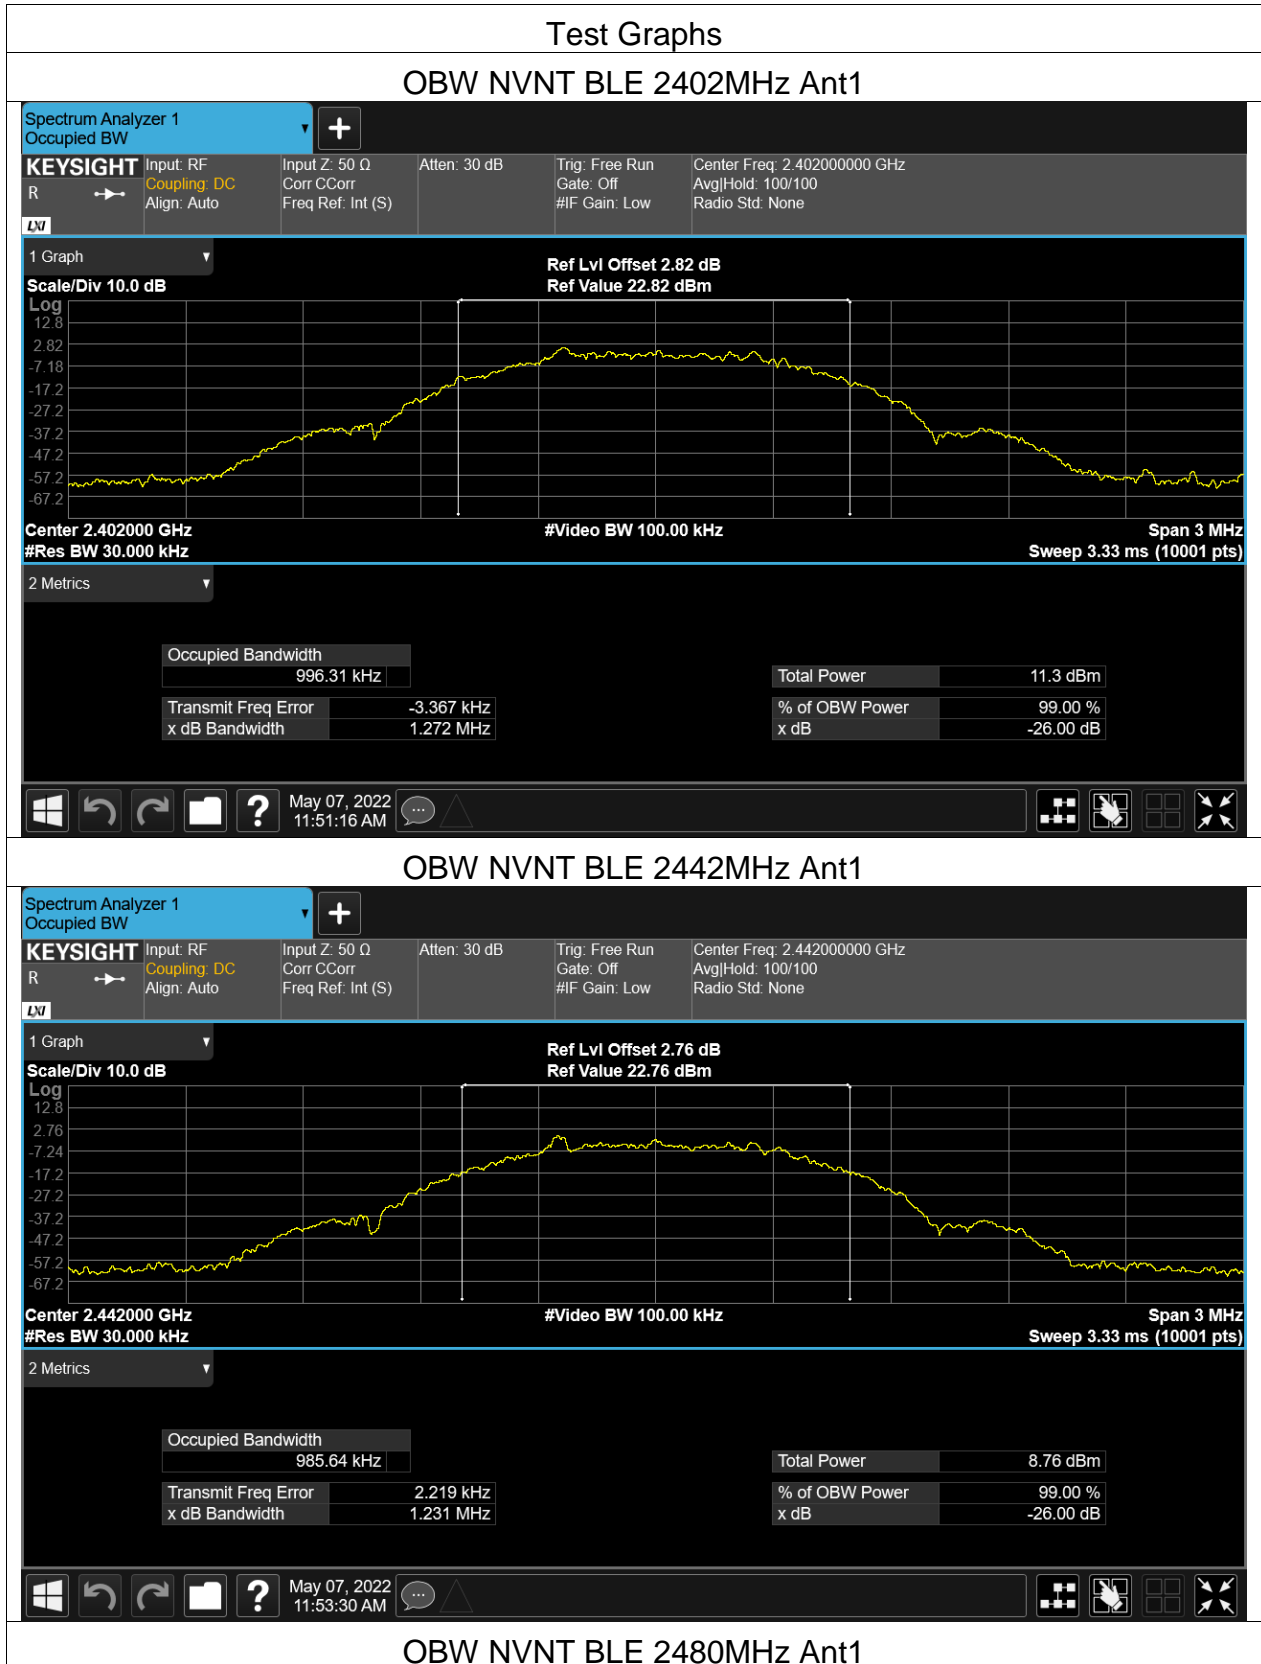 Test Graphs
OBW NVNT BLE 2402MHz Ant1
Spectrum Analyzer 1
Occupied BW
+
KEYSIGHT Input: RF Input Z: 50 Ω Atten: 30 dB Trig: Free Run Center Freq: 2.402000000 GHz
R Coupling: DC Corr CCorr Gate: Off Avg|Hold: 100/100
Align: Auto Freq Ref: Int (S) #IF Gain: Low Radio Std: None
LXI
1 Graph
Ref Lvl Offset 2.82 dB
Scale/Div 10.0 dB Ref Value 22.82 dBm
Log
12.8
2.82
-7.18
-17.2
-27.2
-37.2
-47.2
-57.2
-67.2
Center 2.402000 GHz #Video BW 100.00 kHz Span 3 MHz
#Res BW 30.000 kHz Sweep 3.33 ms (10001 pts)
2 Metrics
Occupied Bandwidth
996.31 kHz Total Power 11.3 dBm
Transmit Freq Error -3.367 kHz % of OBW Power 99.00 %
x dB Bandwidth 1.272 MHz x dB -26.00 dB
? May 07, 2022
11:51:16 AM
OBW NVNT BLE 2442MHz Ant1
Spectrum Analyzer 1
Occupied BW
+
KEYSIGHT Input: RF Input Z: 50 Ω Atten: 30 dB Trig: Free Run Center Freq: 2.442000000 GHz
R Coupling: DC Corr CCorr Gate: Off Avg|Hold: 100/100
Align: Auto Freq Ref: Int (S) #IF Gain: Low Radio Std: None
LXI
1 Graph
Ref Lvl Offset 2.76 dB
Scale/Div 10.0 dB Ref Value 22.76 dBm
Log
12.8
2.76
-7.24
-17.2
-27.2
-37.2
-47.2
-57.2
-67.2
Center 2.442000 GHz #Video BW 100.00 kHz Span 3 MHz
#Res BW 30.000 kHz Sweep 3.33 ms (10001 pts)
2 Metrics
Occupied Bandwidth
985.64 kHz Total Power 8.76 dBm
Transmit Freq Error 2.219 kHz % of OBW Power 99.00 %
x dB Bandwidth 1.231 MHz x dB -26.00 dB
? May 07, 2022
11:53:30 AM
OBW NVNT BLE 2480MHz Ant1